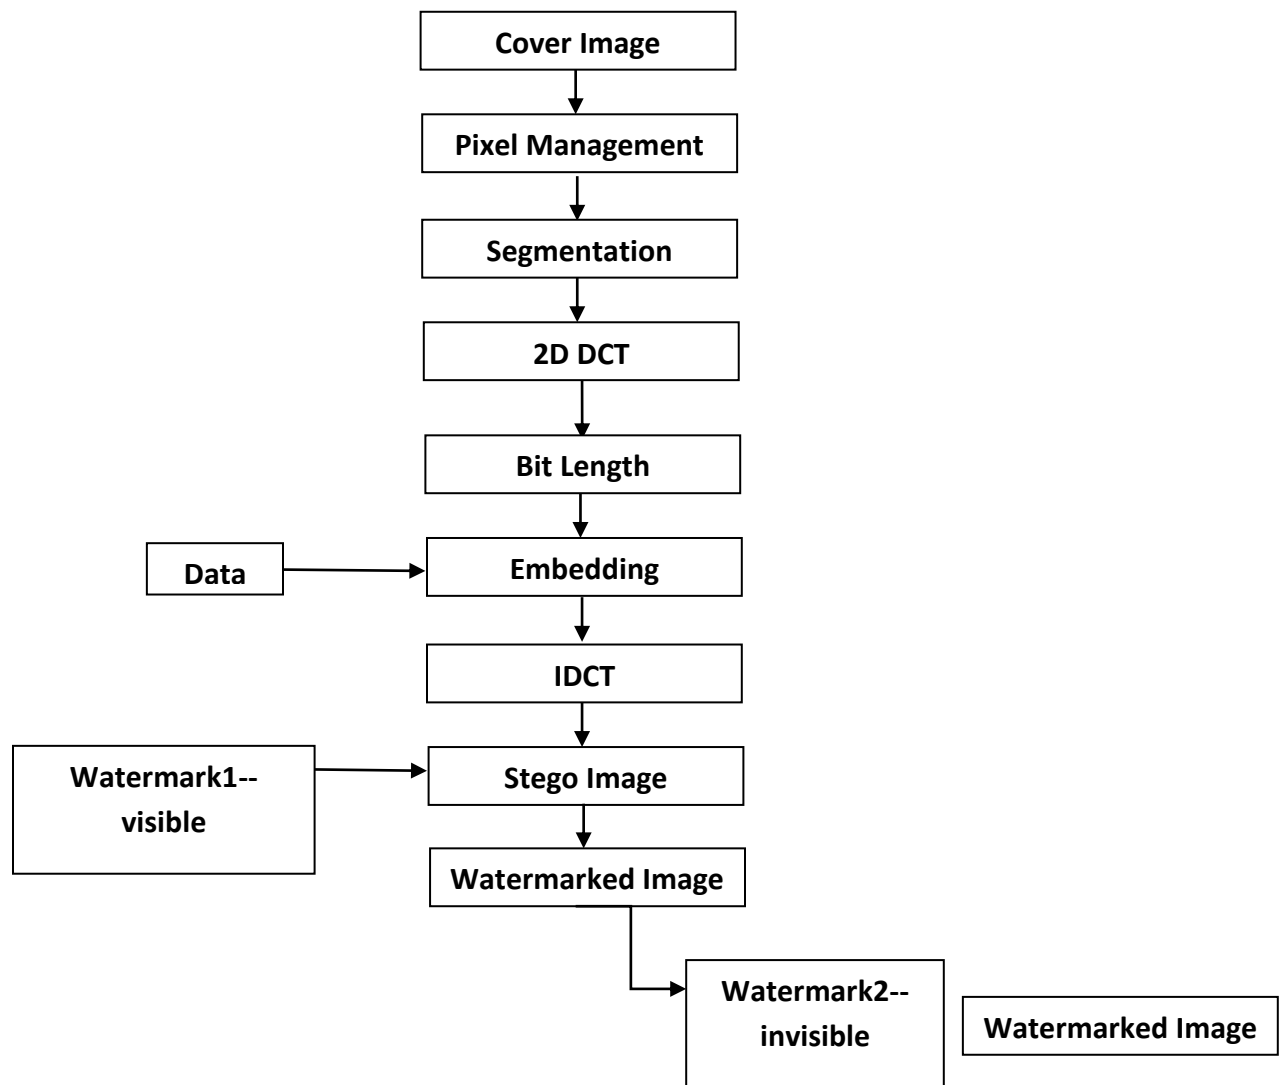 Cover Image
Pixel Management
Segmentation
2D DCT
Bit Length
Data
Embedding
IDCT
Watermark1--
visible
Stego Image
Watermarked Image
Watermark2--
invisible
Watermarked Image